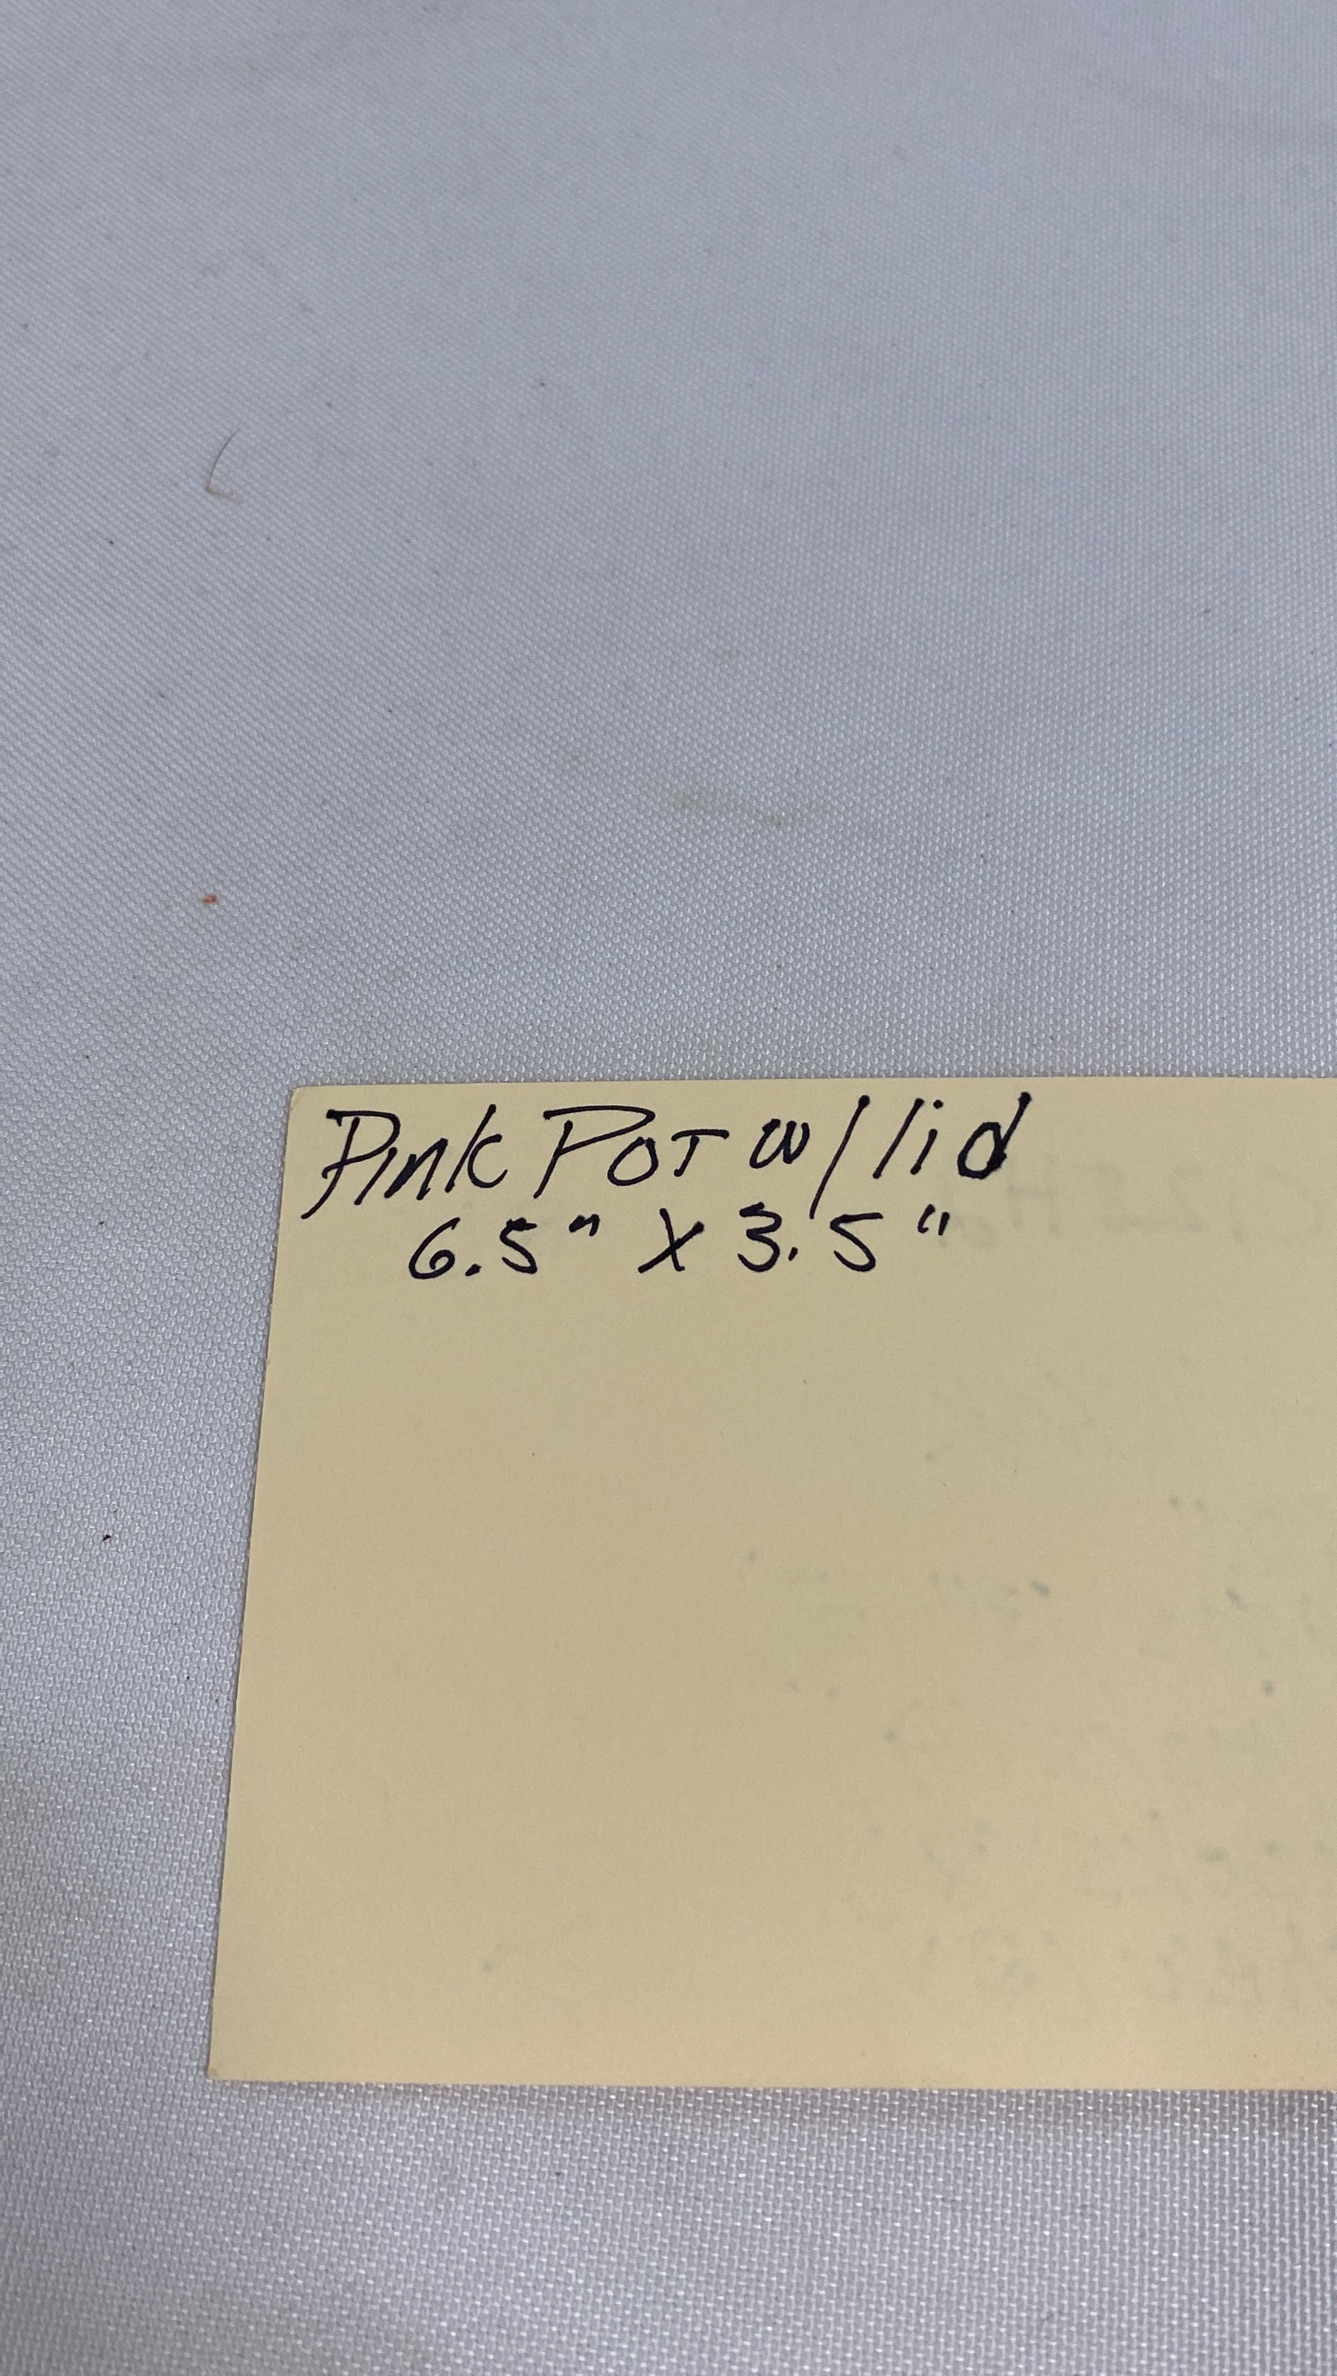 Pink Pot w/ lid
6.5" x 3.5"